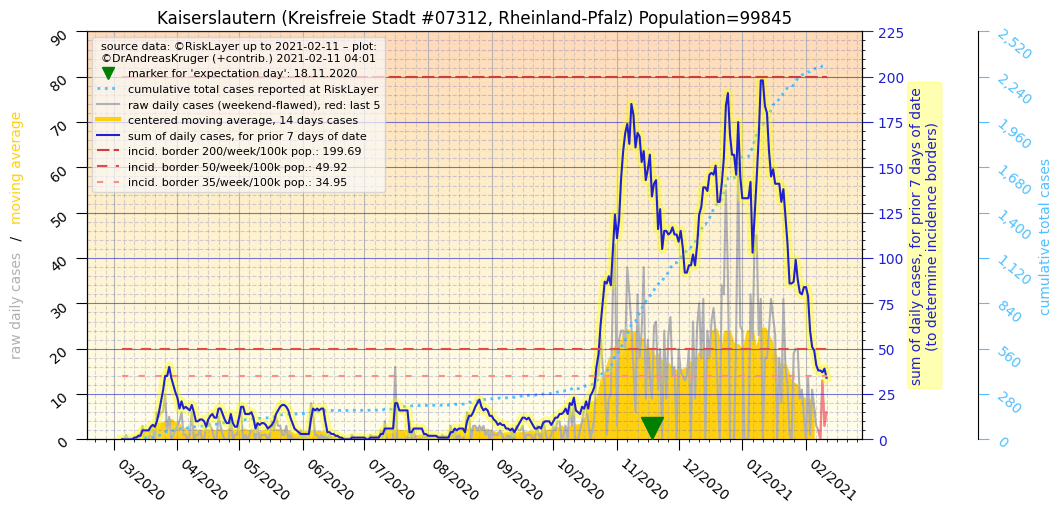 Kaiserslautern (Kreisfreie Stadt #07312, Rheinland-Pfalz) Population=99845
source data: ©RiskLayer up to 2021-02-11 – plot:
©DrAndreasKruger (+contrib.) 2021-02-11 04:01
marker for 'expectation day': 18.11.2020
cumulative total cases reported at RiskLayer
raw daily cases (weekend-flawed), red: last 5
centered moving average, 14 days cases
sum of daily cases, for prior 7 days of date
incid. border 200/week/100k pop.: 199.69
incid. border 50/week/100k pop.: 49.92
incid. border 35/week/100k pop.: 34.95
raw daily cases / moving average
90
80
70
60
50
40
30
20
10
0
03/2020
04/2020
05/2020
06/2020
07/2020
08/2020
09/2020
10/2020
11/2020
12/2020
01/2021
02/2021
225
200
175
150
125
100
75
50
25
0
sum of daily cases, for prior 7 days of date
(to determine incidence borders)
2,520
2,240
1,960
1,680
1,400
1,120
840
560
280
0
cumulative total cases